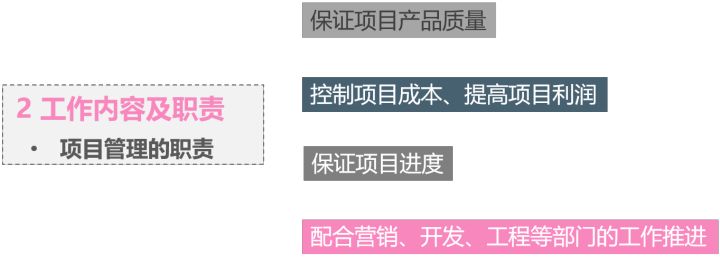 2 工作内容及职责
• 项目管理的职责
保证项目产品质量
控制项目成本、提高项目利润
保证项目进度
配合营销、开发、工程等部门的工作推进